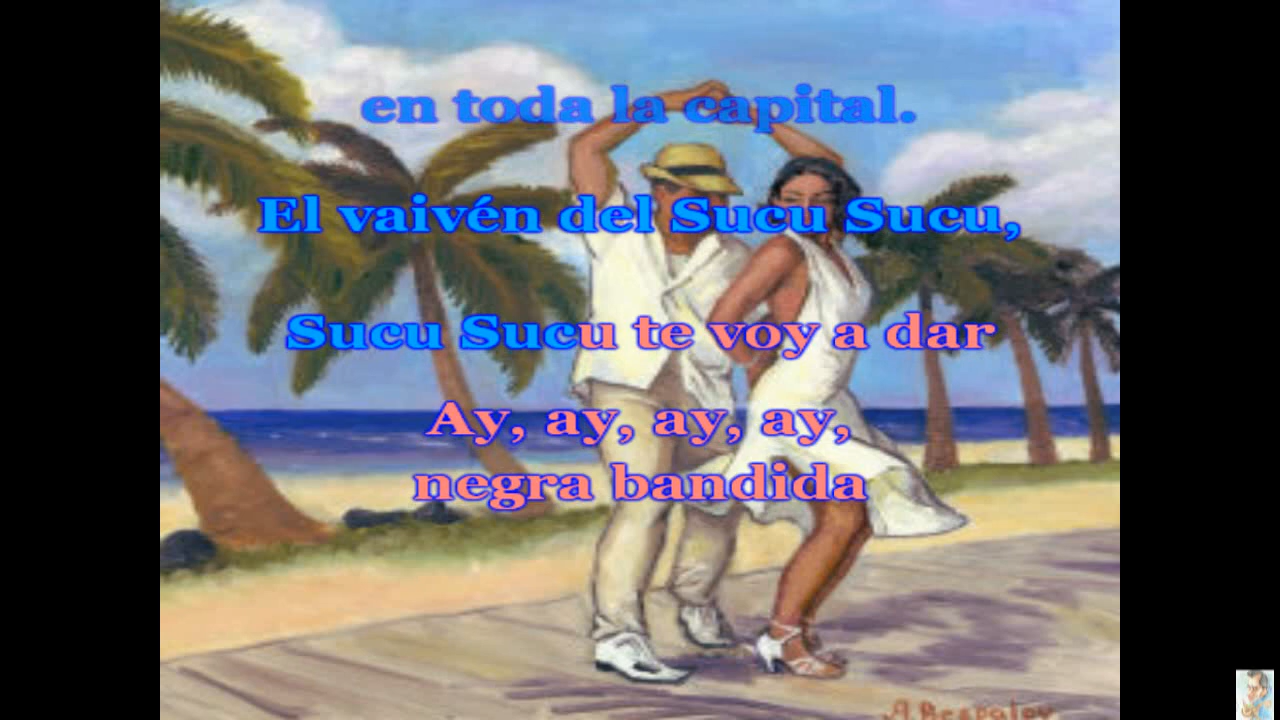 en toda la capital.
El vaivén del Sucu Sucu,
Sucu Sucu te voy a dar
Ay, ay, ay, ay,
negra bandida